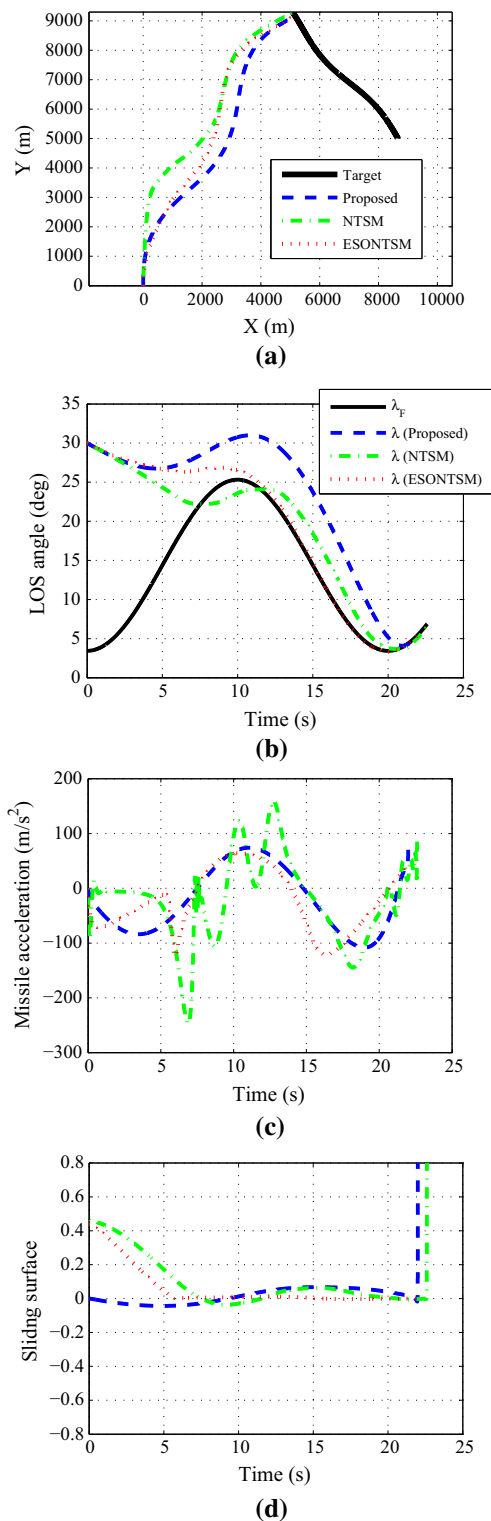 9000
8000
7000
6000
5000
4000
3000
2000
1000
0
Y (m)
Target
Proposed
NTSM
ESONTSM
0 2000 4000 6000 8000 10000
X (m)
(a)
35
30
25
20
15
10
5
0
LOS angle (deg)
λF
λ (Proposed)
λ (NTSM)
λ (ESONTSM)
0 5 10 15 20 25
Time (s)
(b)
200
100
0
−100
−200
−300
Missile acceleration (m/s²)
0 5 10 15 20 25
Time (s)
(c)
0.8
0.6
0.4
0.2
0
−0.2
−0.4
−0.6
−0.8
Slidng surface
0 5 10 15 20 25
Time (s)
(d)